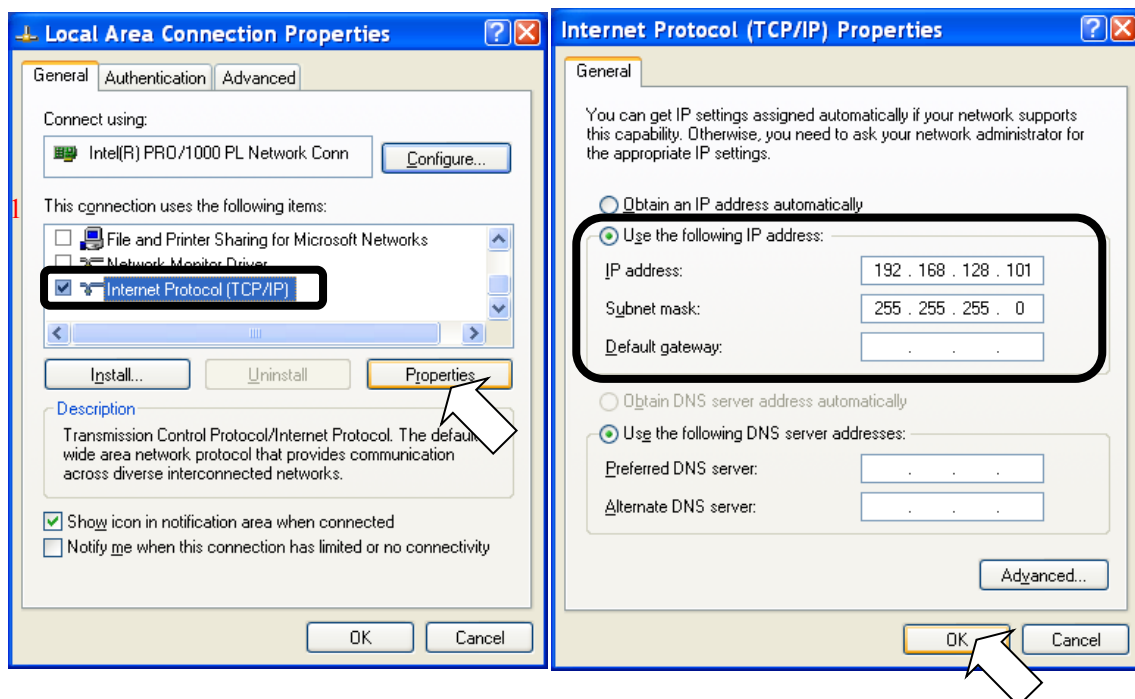 Local Area Connection Properties
General Authentication Advanced
Connect using:
Intel(R) PRO/1000 PL Network Conn
Configure...
1
This connection uses the following items:
File and Printer Sharing for Microsoft Networks
Network Monitor Driver
Internet Protocol (TCP/IP)
Install... Uninstall Properties
Description
Transmission Control Protocol/Internet Protocol. The
wide area network protocol that provides communication
across diverse interconnected networks.
Show icon in notification area when connected
Notify me when this connection has limited or no connectivity
OK Cancel
Internet Protocol (TCP/IP) Properties
General
You can get IP settings assigned automatically if your network supports
this capability. Otherwise, you need to ask your network administrator for
the appropriate IP settings.
Obtain an IP address automatically
Use the following IP address:
IP address: 192 . 168 . 128 . 101
Subnet mask: 255 . 255 . 255 . 0
Default gateway: . . .
Obtain DNS server address automatically
Use the following DNS server addresses:
Preferred DNS server: . . .
Alternate DNS server: . . .
Advanced...
OK Cancel